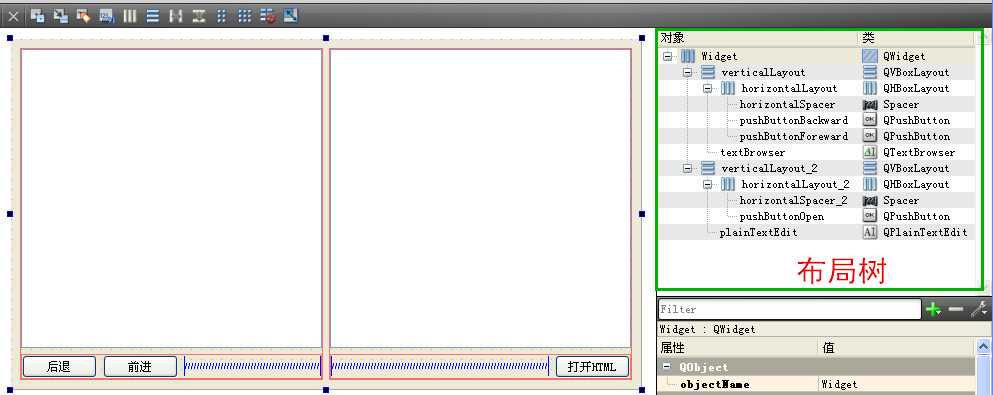 后退
前进
打开HTML
对象 类
Widget QWidget
verticalLayout QVBoxLayout
horizontalLayout QHBoxLayout
horizontalSpacer Spacer
pushButtonBackward QPushButton
pushButtonForeward QPushButton
textBrowser QTextBrowser
verticalLayout_2 QVBoxLayout
horizontalLayout_2 QHBoxLayout
horizontalSpacer_2 Spacer
pushButtonOpen QPushButton
plainTextEdit QPlainTextEdit
布局树
Filter
Widget : QWidget
属性 值
QObject
objectName Widget